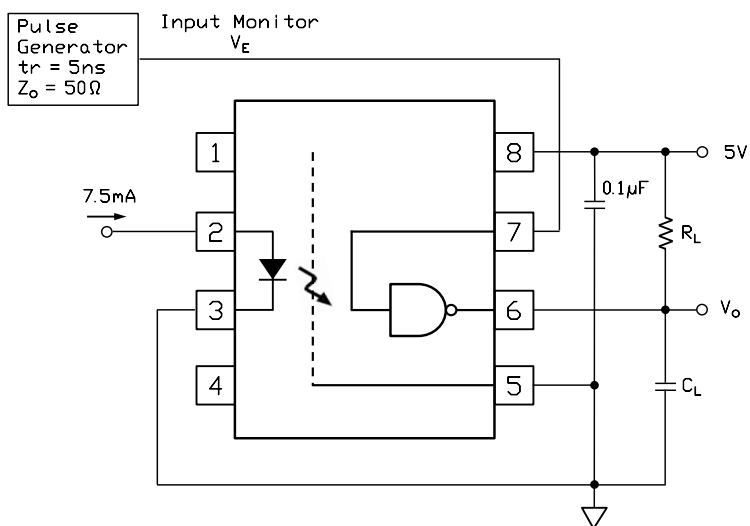 Pulse
Generator
tr = 5ns
Zo = 50Ω
Input Monitor
VE
1
8
5V
0.1µF
7.5mA
2
7
RL
3
6
Vo
4
5
CL